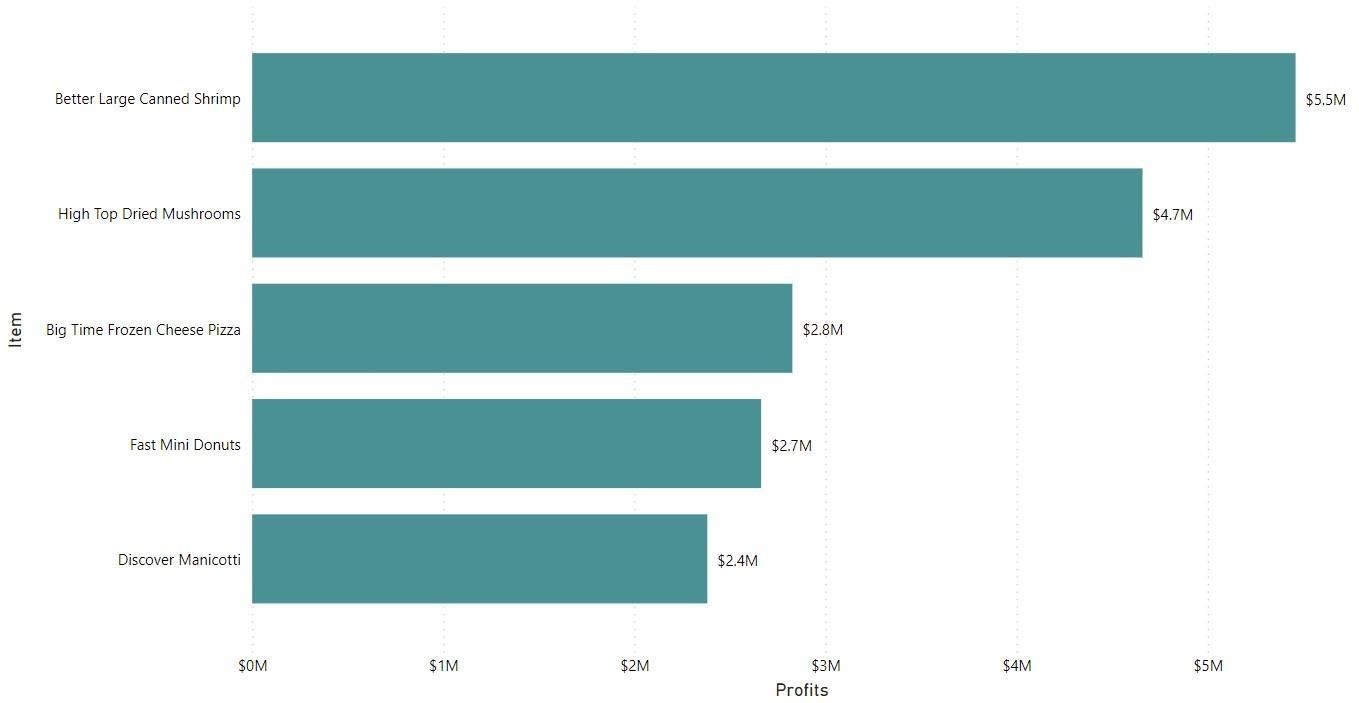 Better Large Canned Shrimp
$5.5M
High Top Dried Mushrooms
$4.7M
Item
Big Time Frozen Cheese Pizza
$2.8M
Fast Mini Donuts
$2.7M
Discover Manicotti
$2.4M
$0M
$1M
$2M
$3M
$4M
$5M
Profits